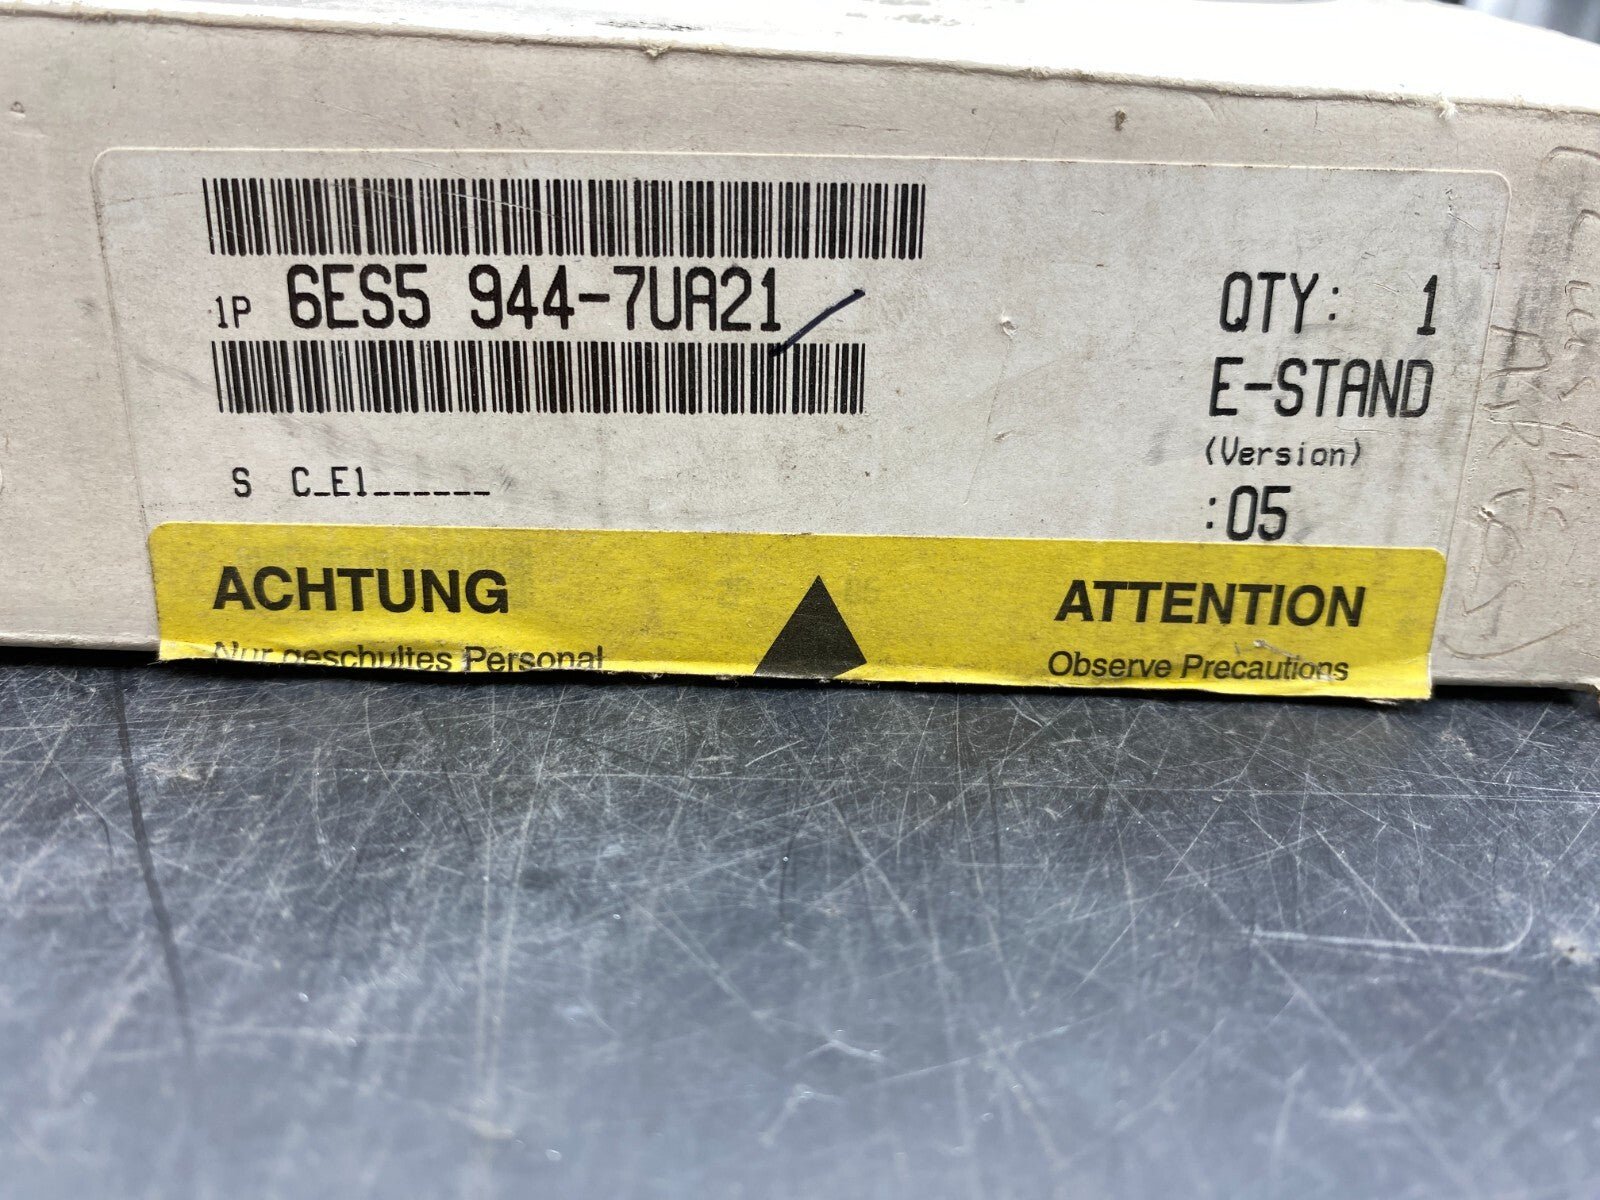 1P 6ES5 944-7UA21
QTY: 1
E-STAND
(Version)
:05
S C_E1______
ACHTUNG
Nur geschultes Personal
ATTENTION
Observe Precautions